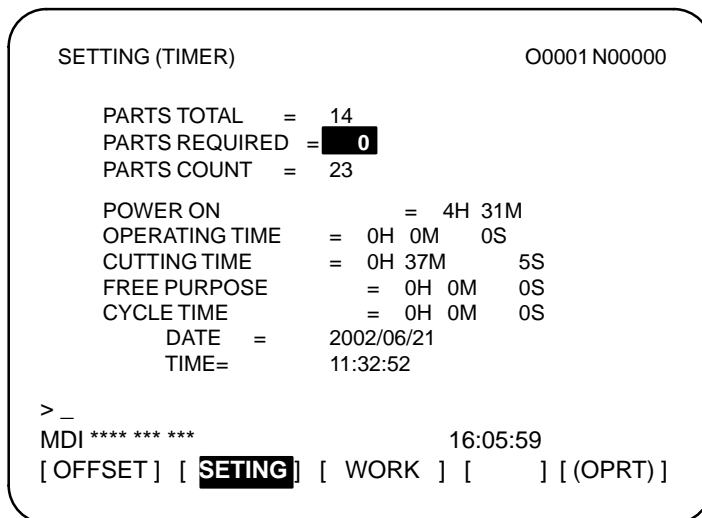 SETTING (TIMER) O0001 N00000
PARTS TOTAL = 14
PARTS REQUIRED = 0
PARTS COUNT = 23
POWER ON = 4H 31M
OPERATING TIME = 0H 0M 0S
CUTTING TIME = 0H 37M 5S
FREE PURPOSE = 0H 0M 0S
CYCLE TIME = 0H 0M 0S
DATE = 2002/06/21
TIME= 11:32:52
> _
MDI **** *** *** 16:05:59
[ OFFSET ] [ SETING ] [ WORK ] [ ] [ (OPRT) ]